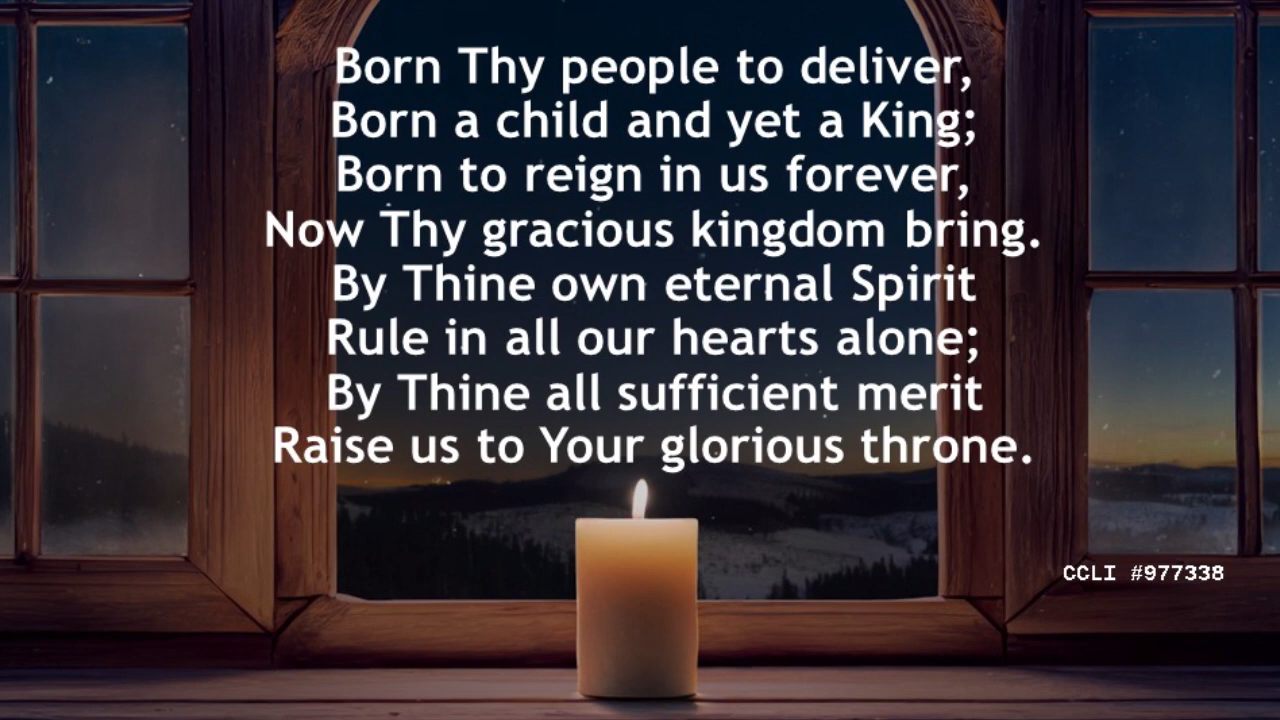 Born Thy people to deliver,
Born a child and yet a King;
Born to reign in us forever,
Now Thy gracious kingdom bring.
By Thine own eternal Spirit
Rule in all our hearts alone;
By Thine all sufficient merit
Raise us to Your glorious throne.
CCLI #977338